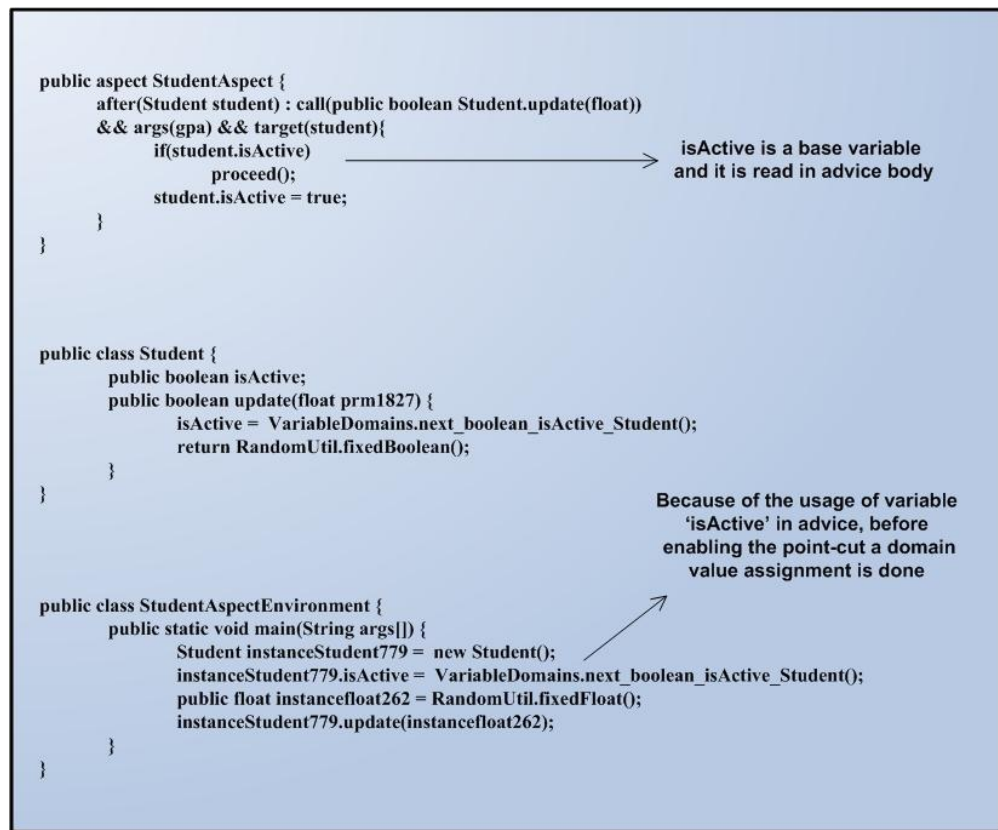 public aspect StudentAspect {
after(Student student) : call(public boolean Student.update(float))
&& args(gpa) && target(student){
if(student.isActive)
proceed();
student.isActive = true;
}
}
isActive is a base variable
and it is read in advice body
public class Student {
public boolean isActive;
public boolean update(float prm1827) {
isActive = VariableDomains.next_boolean_isActive_Student();
return RandomUtil.fixedBoolean();
}
}
Because of the usage of variable
‘isActive’ in advice, before
enabling the point-cut a domain
value assignment is done
public class StudentAspectEnvironment {
public static void main(String args[]) {
Student instanceStudent779 = new Student();
instanceStudent779.isActive = VariableDomains.next_boolean_isActive_Student();
public float instancefloat262 = RandomUtil.fixedFloat();
instanceStudent779.update(instancefloat262);
}
}